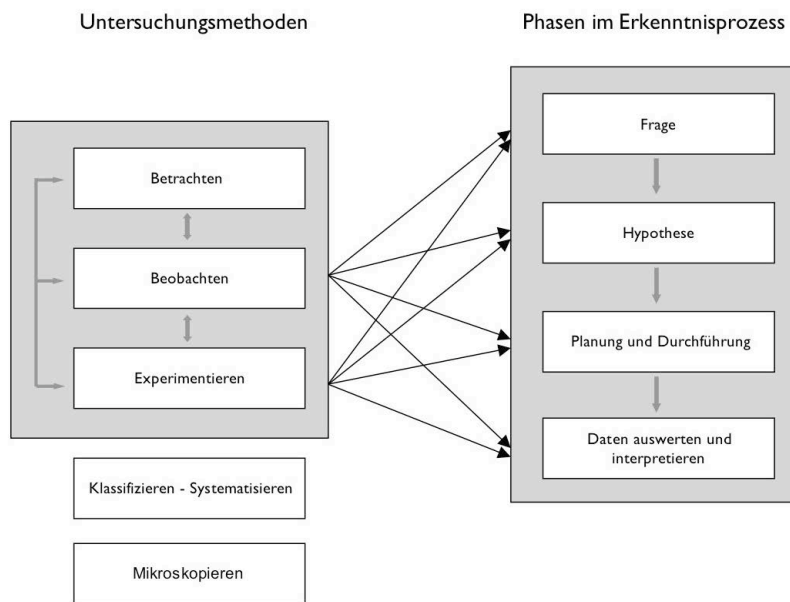 Untersuchungsmethoden
Betrachten
Beobachten
Experimentieren
Klassifizieren - Systematisieren
Mikroskopieren
Phasen im Erkenntnisprozess
Frage
Hypothese
Planung und Durchführung
Daten auswerten und
interpretieren